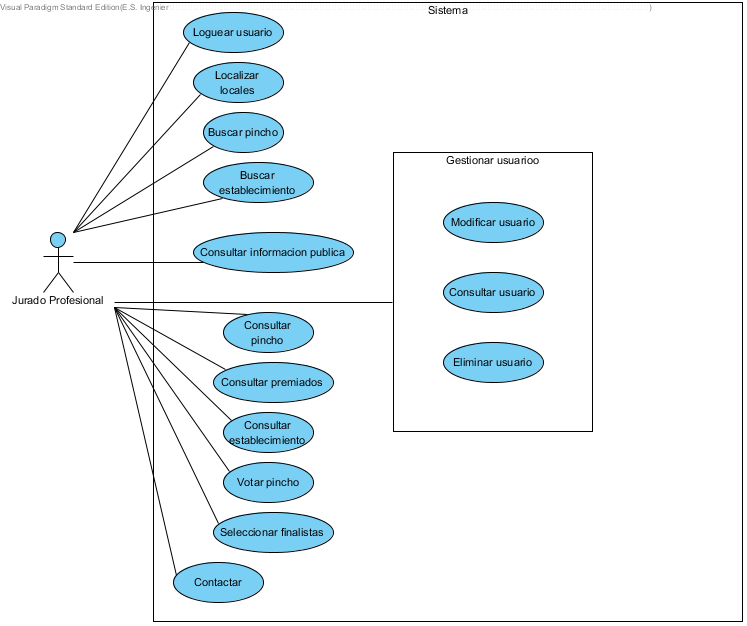 Visual Paradigm Standard Edition(E.S. Ingenier
)
Sistema
Loguear usuario
Localizar
locales
Buscar pincho
Buscar
establecimiento
Gestionar usuarioo
Modificar usuario
Consultar informacion publica
Consultar usuario
Jurado Profesional
Consultar
pincho
Eliminar usuario
Consultar premiados
Consultar
establecimiento
Votar pincho
Seleccionar finalistas
Contactar